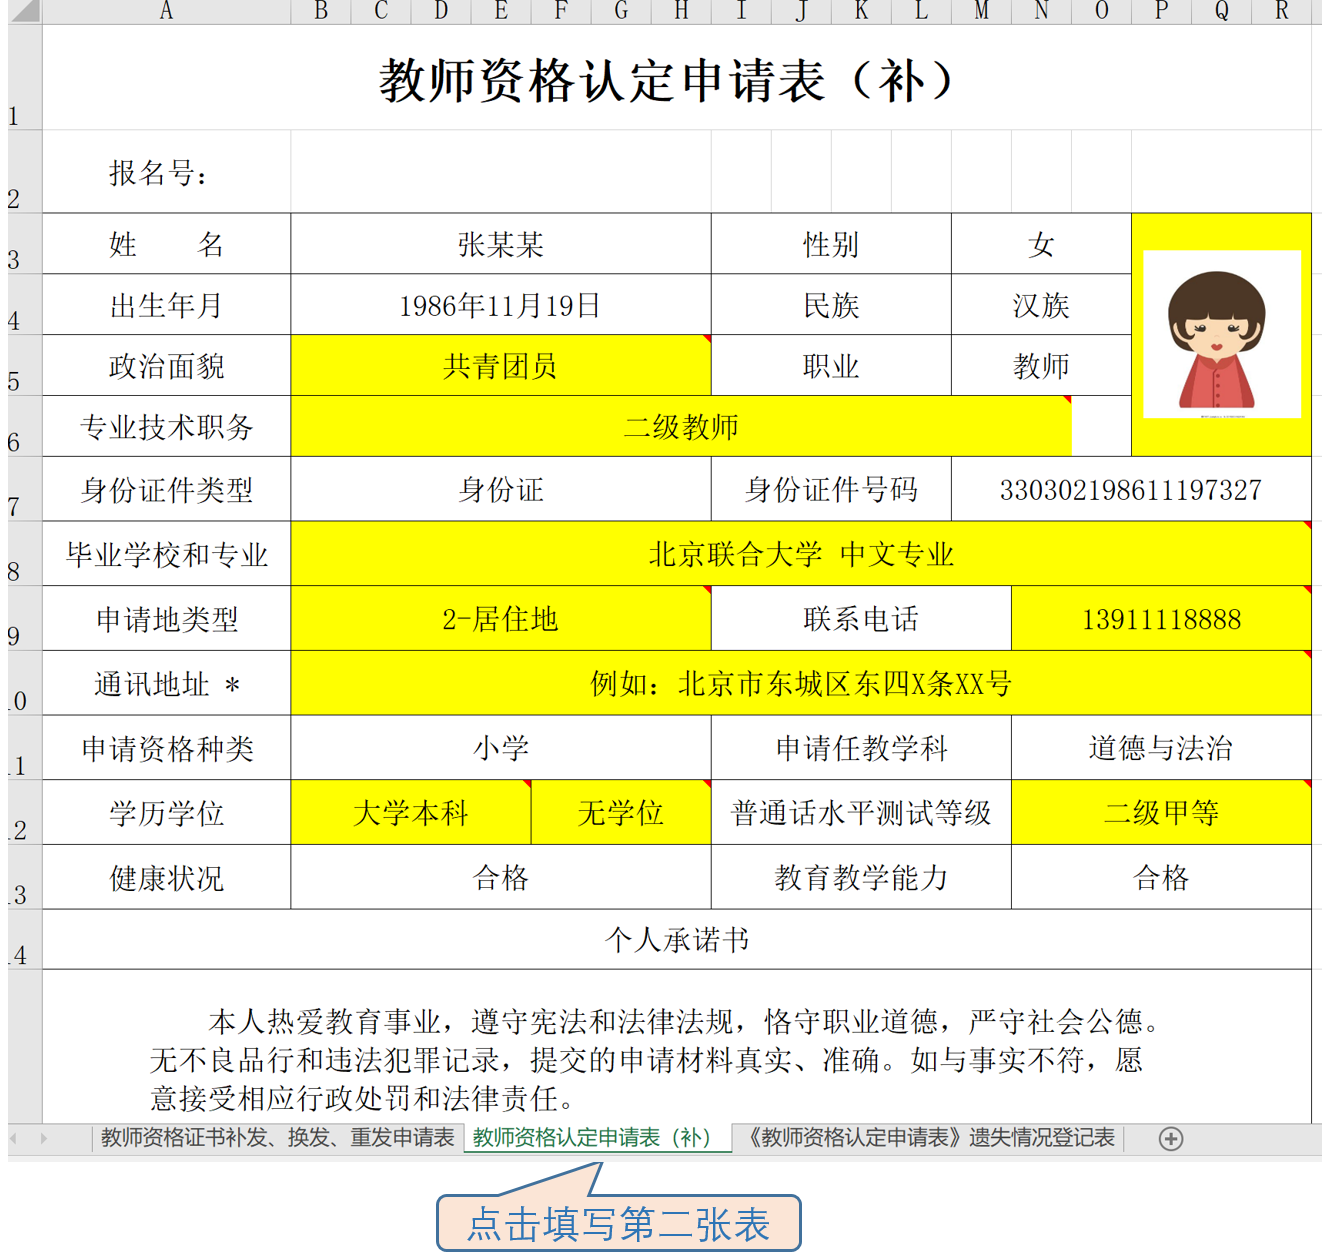 A B C D E F G H I J K L M N O P Q R
1 教师资格认定申请表（补）
2 报名号：
3 姓 名 张某某 性别 女
4 出生年月 1986年11月19日 民族 汉族
5 政治面貌 共青团员 职业 教师
6 专业技术职务 二级教师
7 身份证件类型 身份证 身份证件号码 330302198611197327
8 毕业学校和专业 北京联合大学 中文专业
9 申请地类型 2-居住地 联系电话 13911118888
.0 通讯地址 * 例如：北京市东城区东四X条XX号
.1 申请资格种类 小学 申请任教学科 道德与法治
.2 学历学位 大学本科 无学位 普通话水平测试等级 二级甲等
.3 健康状况 合格 教育教学能力 合格
.4 个人承诺书
本人热爱教育事业，遵守宪法和法律法规，恪守职业道德，严守社会公德。
无不良品行和违法犯罪记录，提交的申请材料真实、准确。如与事实不符，愿
意接受相应行政处罚和法律责任。
教师资格证书补发、换发、重发申请表 教师资格认定申请表（补） 《教师资格认定申请表》遗失情况登记表
点击填写第二张表